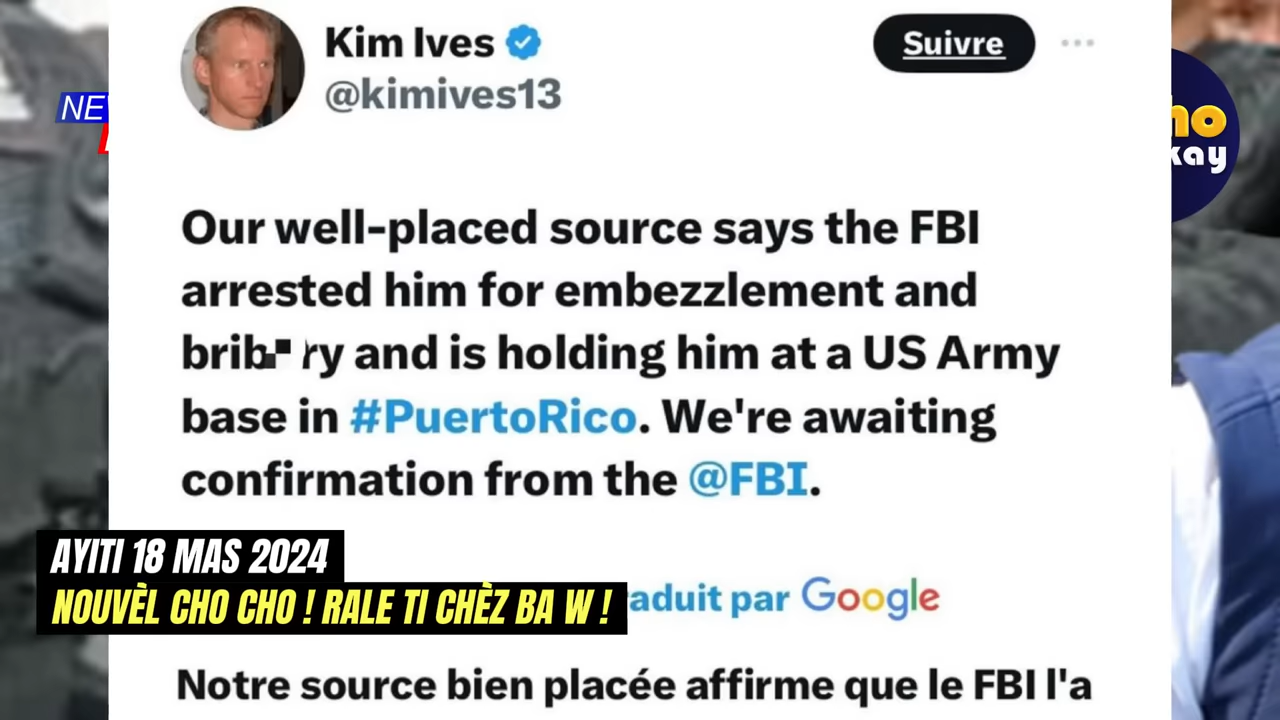 Kim Ives
@kimives13
Suivre
Our well-placed source says the FBI
arrested him for embezzlement and
and is holding him at a US Army
base in #PuertoRico. We're awaiting
confirmation from the @FBI.
AYITI 18 MAS 2024
NOUVÈL CHO CHO ! RALE TI CHÈZ BA W !
par Google
Notre source bien placée affirme que le FBI l'a